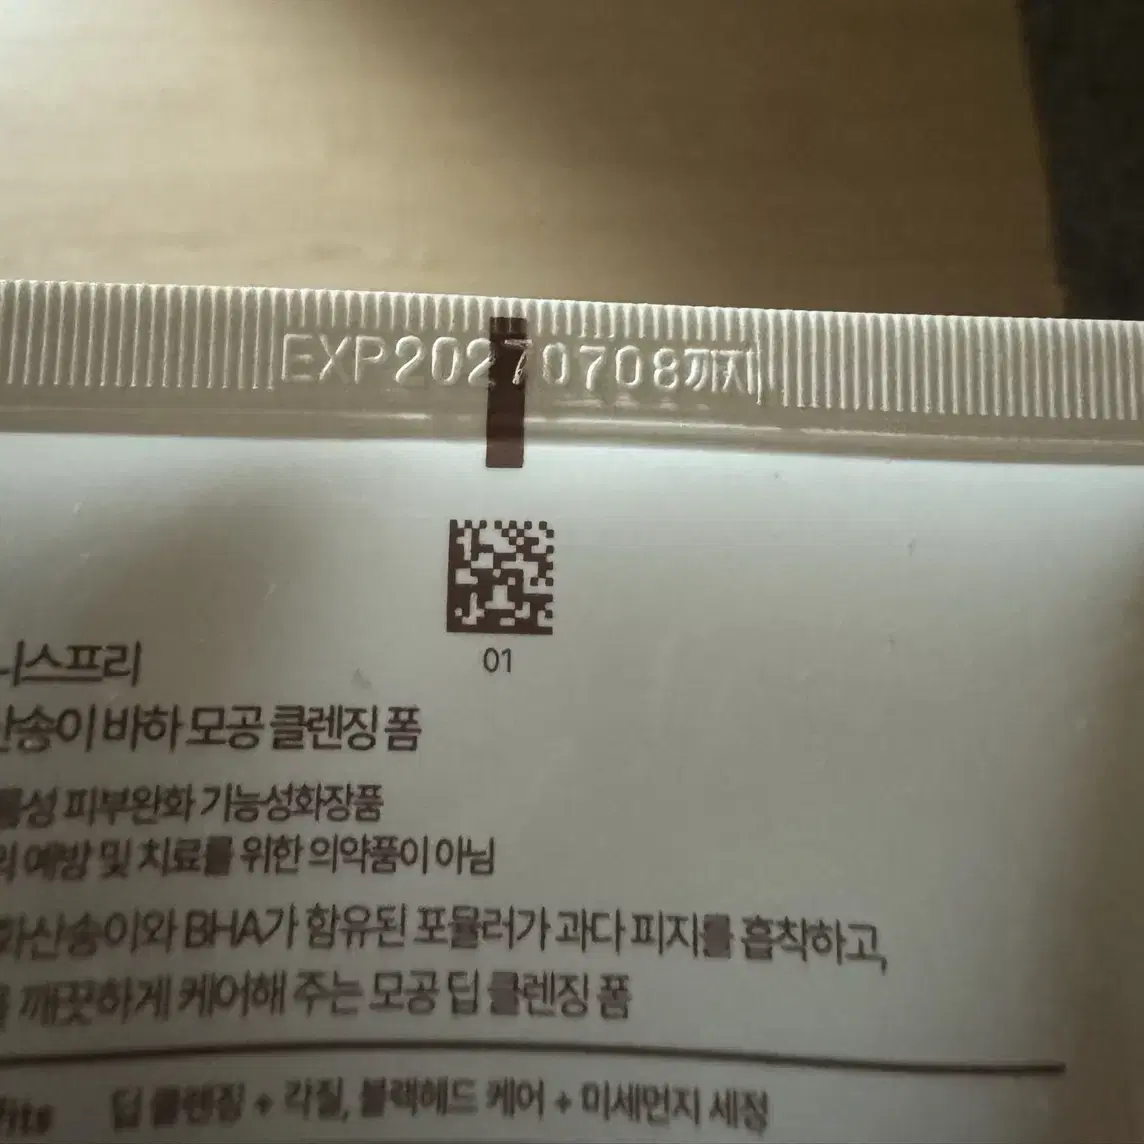 EXP20270708까지
01
니스프리
산송이 바하 모공 클렌징 폼
피부완화 기능성화장품
예방 및 치료를 위한 의약품이 아님
화산송이와 BHA가 함유된 포뮬러가 과다 피지를 흡착하고,
깨끗하게 케어해 주는 모공 딥 클렌징 폼
딥 클렌징 + 각질, 블랙헤드 케어 + 미세먼지 세정